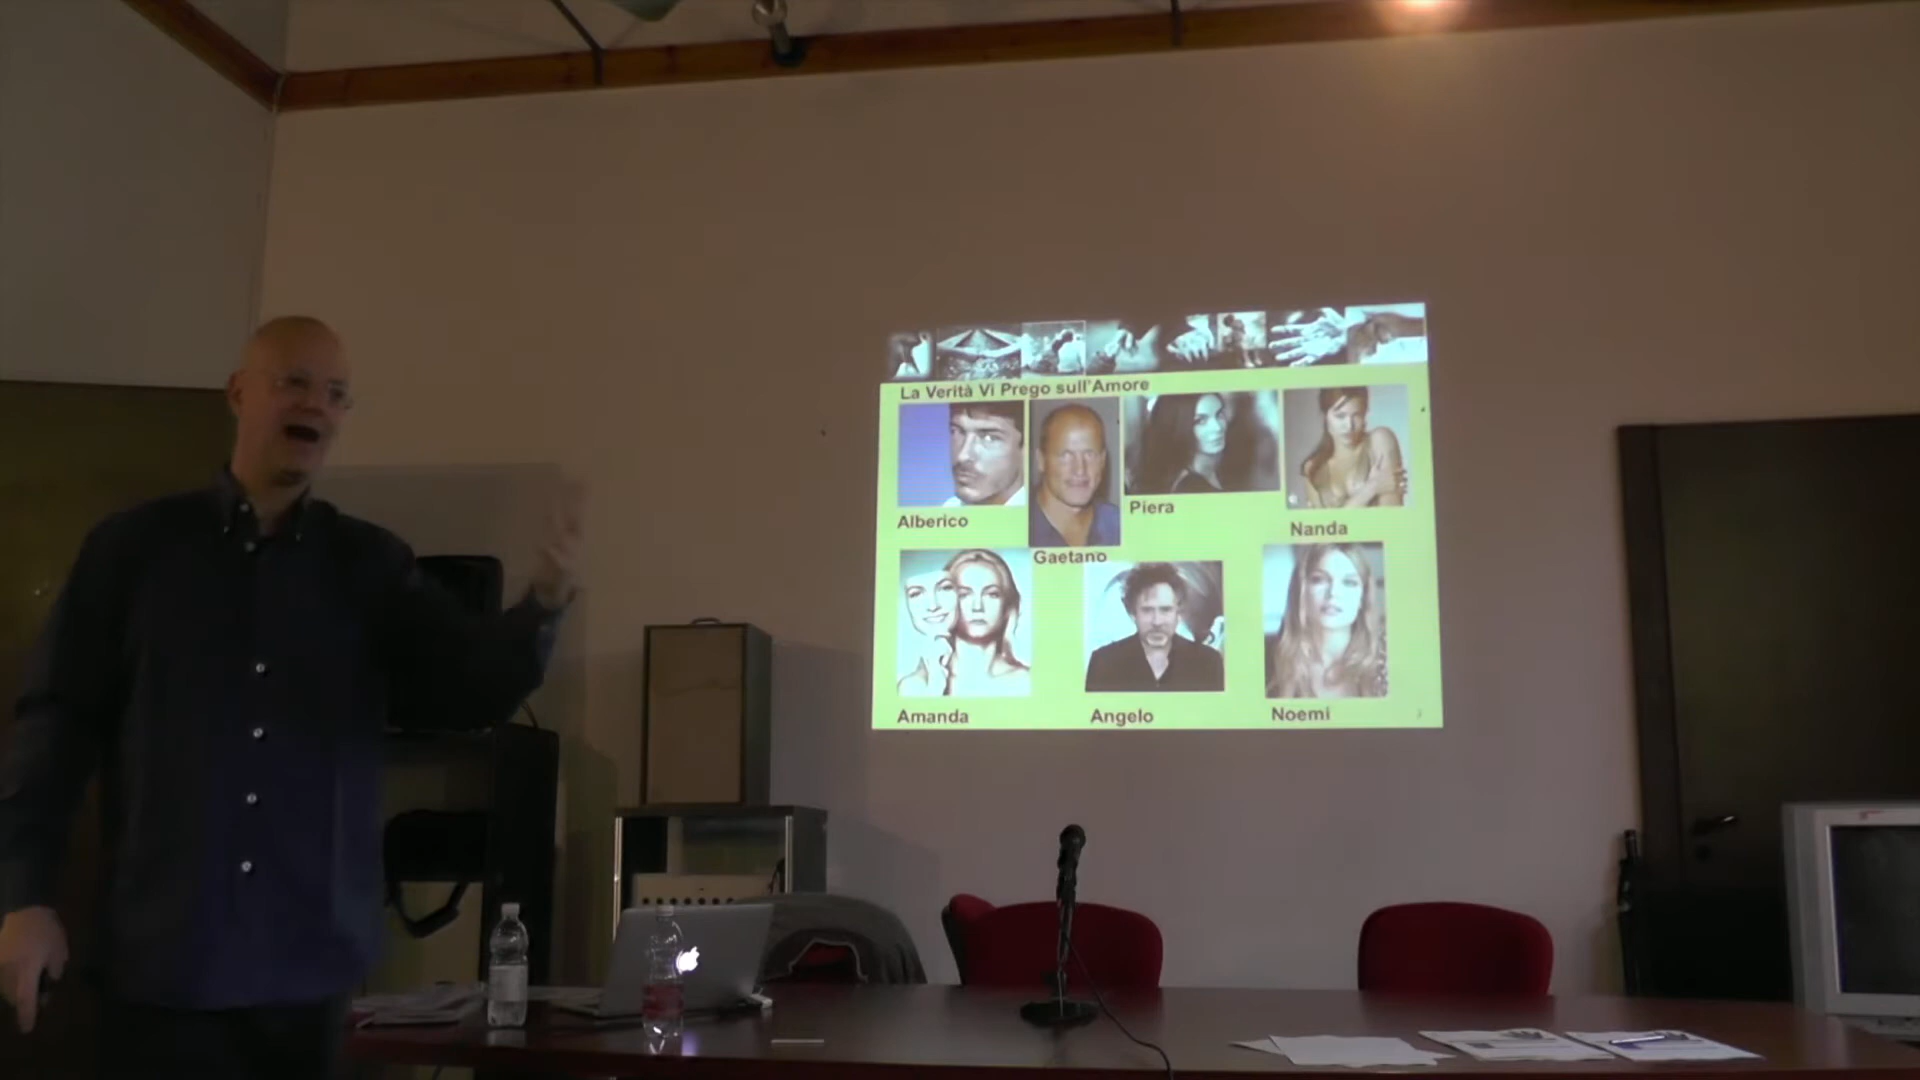 La Verità Vi Prego sull'Amore
Alberico
Gaetano
Piera
Nanda
Amanda
Angelo
Noemi